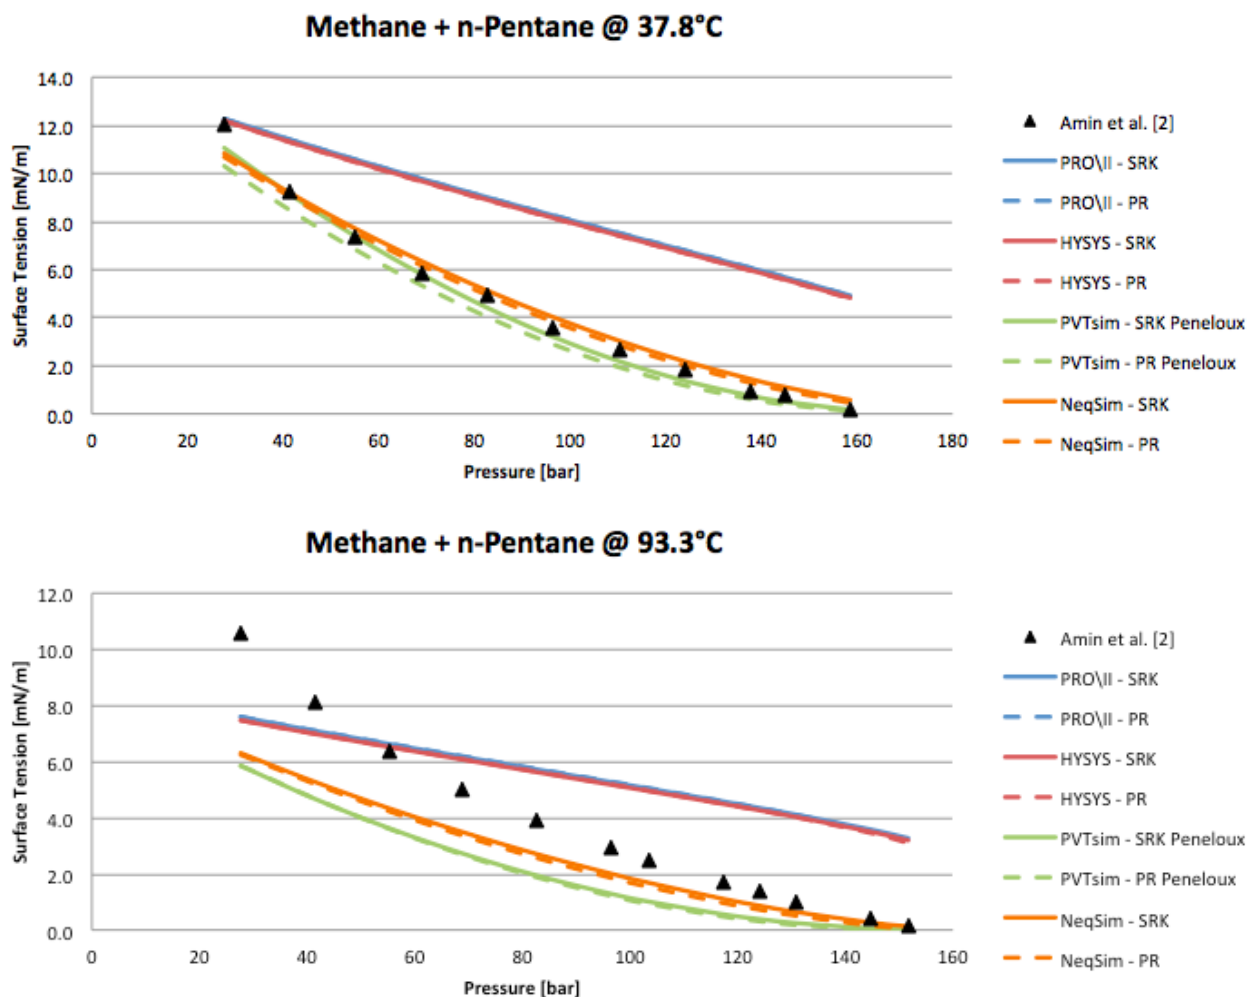 Methane + n-Pentane @ 37.8°C
14.0
12.0
10.0
8.0
6.0
4.0
2.0
0.0
Surface Tension [mN/m]
0 20 40 60 80 100 120 140 160 180
Pressure [bar]
Amin et al. [2]
PRO\II - SRK
PRO\II - PR
HYSYS - SRK
HYSYS - PR
PVTsim - SRK Peneloux
PVTsim - PR Peneloux
NeqSim - SRK
NeqSim - PR
Methane + n-Pentane @ 93.3°C
12.0
10.0
8.0
6.0
4.0
2.0
0.0
Surface Tension [mN/m]
0 20 40 60 80 100 120 140 160
Pressure [bar]
Amin et al. [2]
PRO\II - SRK
PRO\II - PR
HYSYS - SRK
HYSYS - PR
PVTsim - SRK Peneloux
PVTsim - PR Peneloux
NeqSim - SRK
NeqSim - PR